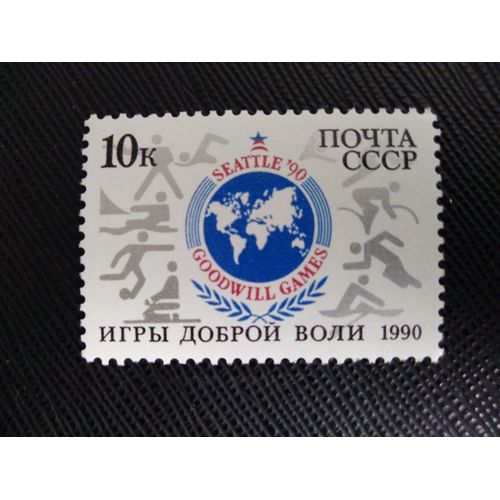 10к
ПОЧТА
СССР
SEATTLE '90
GOODWILL GAMES
ИГРЫ ДОБРОЙ ВОЛИ 1990